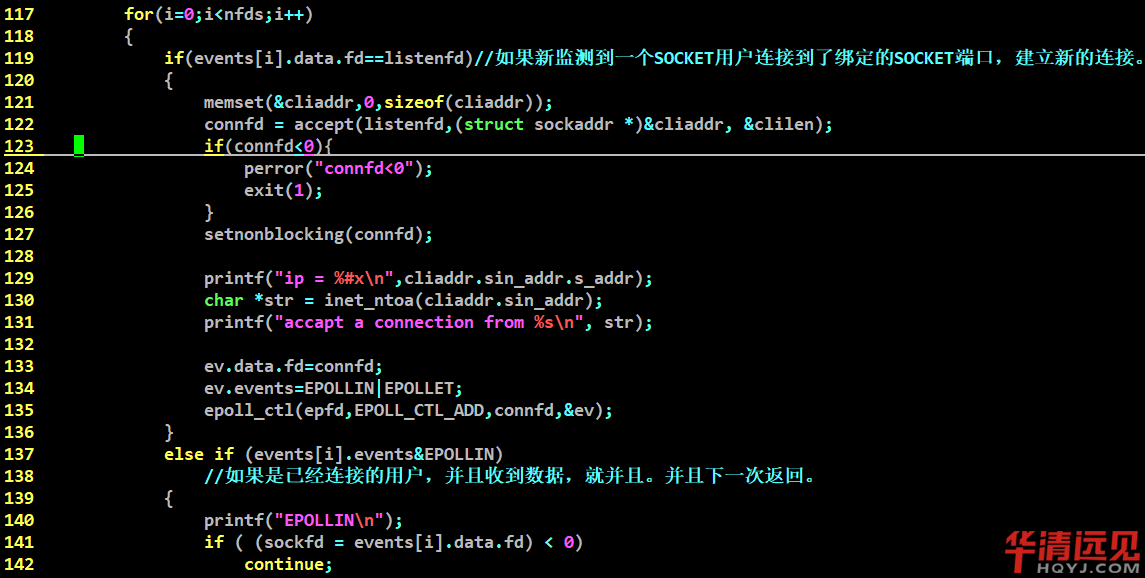 117         for(i=0;i<nfds;i++)
118         {
119             if(events[i].data.fd==listenfd)//如果新监测到一个SOCKET用户连接到了绑定的SOCKET端口，建立新的连接。
120             {
121                 memset(&cliaddr,0,sizeof(cliaddr));
122                 connfd = accept(listenfd,(struct sockaddr *)&cliaddr, &clilen);
123                 if(connfd<0){
124                     perror("connfd<0");
125                     exit(1);
126                 }
127                 setnonblocking(connfd);
128
129                 printf("ip = %#x\n",cliaddr.sin_addr.s_addr);
130                 char *str = inet_ntoa(cliaddr.sin_addr);
131                 printf("accapt a connection from %s\n", str);
132
133                 ev.data.fd=connfd;
134                 ev.events=EPOLLIN|EPOLLET;
135                 epoll_ctl(epfd,EPOLL_CTL_ADD,connfd,&ev);
136             }
137             else if (events[i].events&EPOLLIN)
138                 //如果是已经连接的用户，并且收到数据，就并且。并且下一次返回。
139             {
140                 printf("EPOLLIN\n");
141                 if ( (sockfd = events[i].data.fd) < 0)
142                     continue;
华清远见
HQYJ.COM